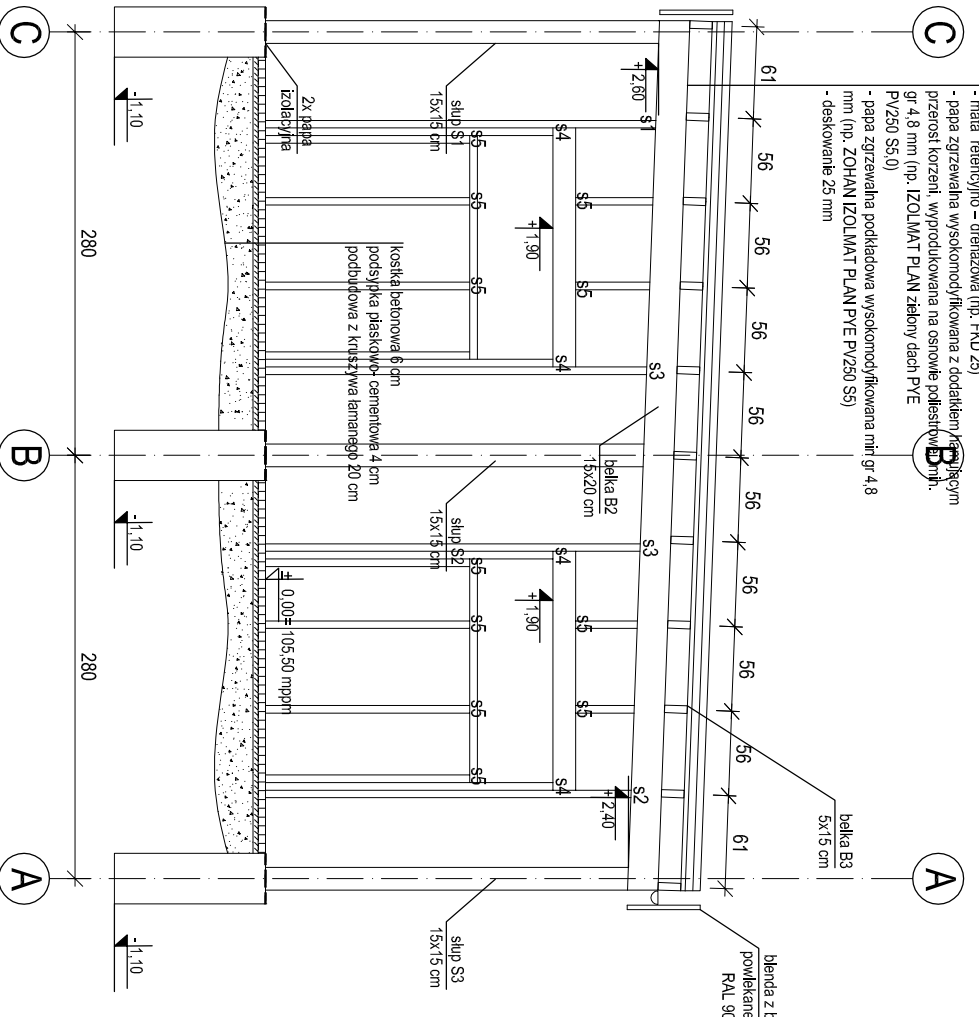 - mata retencyjno – drenażowa (np. FKD 25)
- papa zgrzewalna wysokomodyfikowana z dodatkiem hamującym
przerost korzeni, wyprodukowana na osnowie poliestrowej min.
gr 4,8 mm (np. IZOLMAT PLAN zielony dach PYE
PV250 S5,0)
- papa zgrzewalna podkładowa wysokomodyfikowana min gr 4,8
mm (np. ZOHAN IZOLMAT PLAN PYE PV250 S5)
- deskowanie 25 mm
C
B
A
61
56
56
56
56
56
56
56
61
belka B3
5x15 cm
blenda z b
powlekane
RAL 90
+ 2,60
s1
s3
s3
s2
+ 2,40
belka B2
15x20 cm
słup S1
15x15 cm
słup S2
15x15 cm
słup S3
15x15 cm
s4
s4
s4
s4
+ 1,90
+ 1,90
s5
s5
s5
s5
s5
s5
s5
s5
s5
s5
s5
2x papa
izolacyjna
kostka betonowa 6 cm
podsypka piaskowo- cementowa 4 cm
podbudowa z kruszywa łamanego 20 cm
± 0,00= 105,50 mppm
- 1,10
- 1,10
- 1,10
280
280
C
B
A